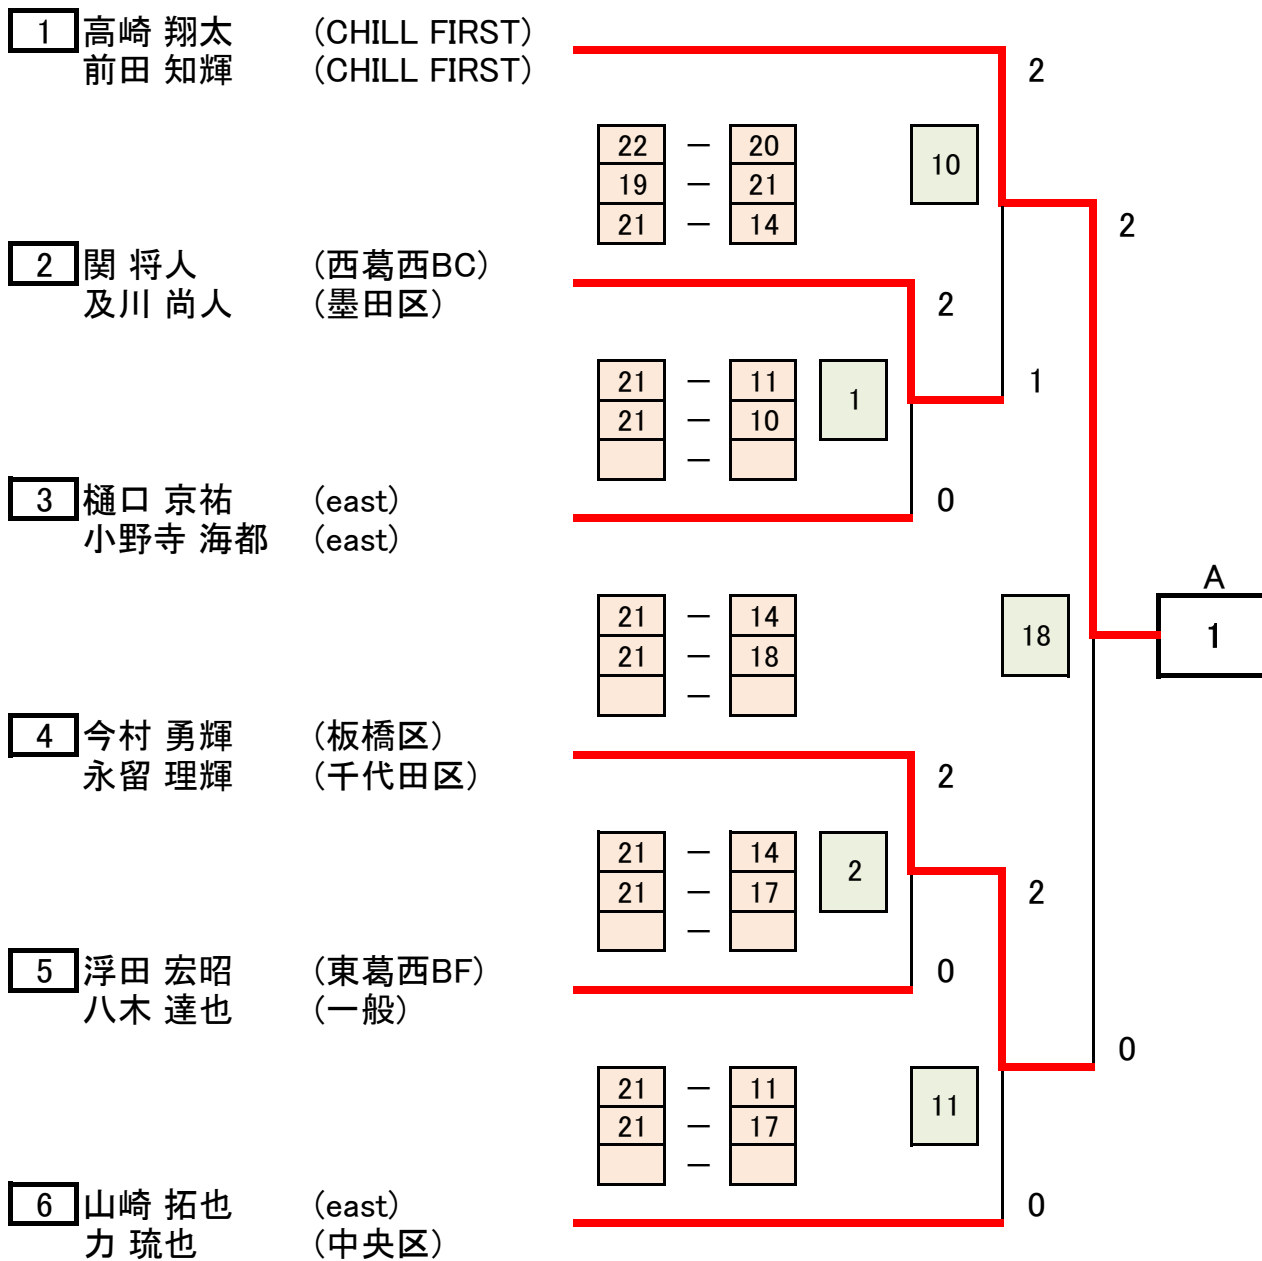 1 高崎 翔太 (CHILL FIRST)
前田 知輝 (CHILL FIRST)
2
22 － 20
10
19 － 21
21 － 14
2
2 関 将人 (西葛西BC)
及川 尚人 (墨田区)
2
21 － 11
1
1
21 － 10
－
3 樋口 京祐 (east)
0
小野寺 海都 (east)
A
21 － 14
18
1
21 － 18
－
4 今村 勇輝 (板橋区)
永留 理輝 (千代田区)
2
21 － 14
2
21 － 17
2
－
5 浮田 宏昭 (東葛西BF)
0
八木 達也 (一般)
0
21 － 11
11
21 － 17
－
6 山崎 拓也 (east)
0
力 琉也 (中央区)